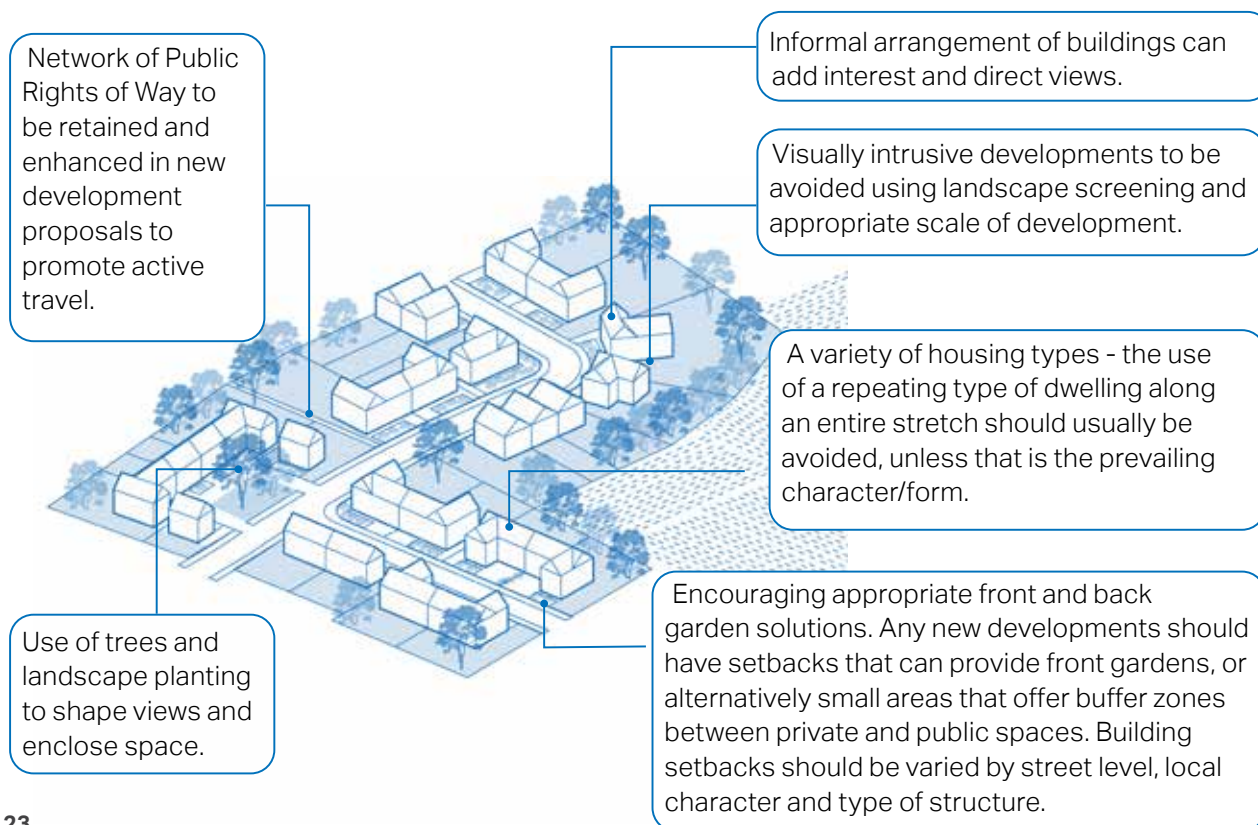 Network of Public
Rights of Way to
be retained and
enhanced in new
development
proposals to
promote active
travel.
Informal arrangement of buildings can
add interest and direct views.
Visually intrusive developments to be
avoided using landscape screening and
appropriate scale of development.
A variety of housing types - the use
of a repeating type of dwelling along
an entire stretch should usually be
avoided, unless that is the prevailing
character/form.
Use of trees and
landscape planting
to shape views and
enclose space.
Encouraging appropriate front and back
garden solutions. Any new developments should
have setbacks that can provide front gardens, or
alternatively small areas that offer buffer zones
between private and public spaces. Building
setbacks should be varied by street level, local
character and type of structure.
23